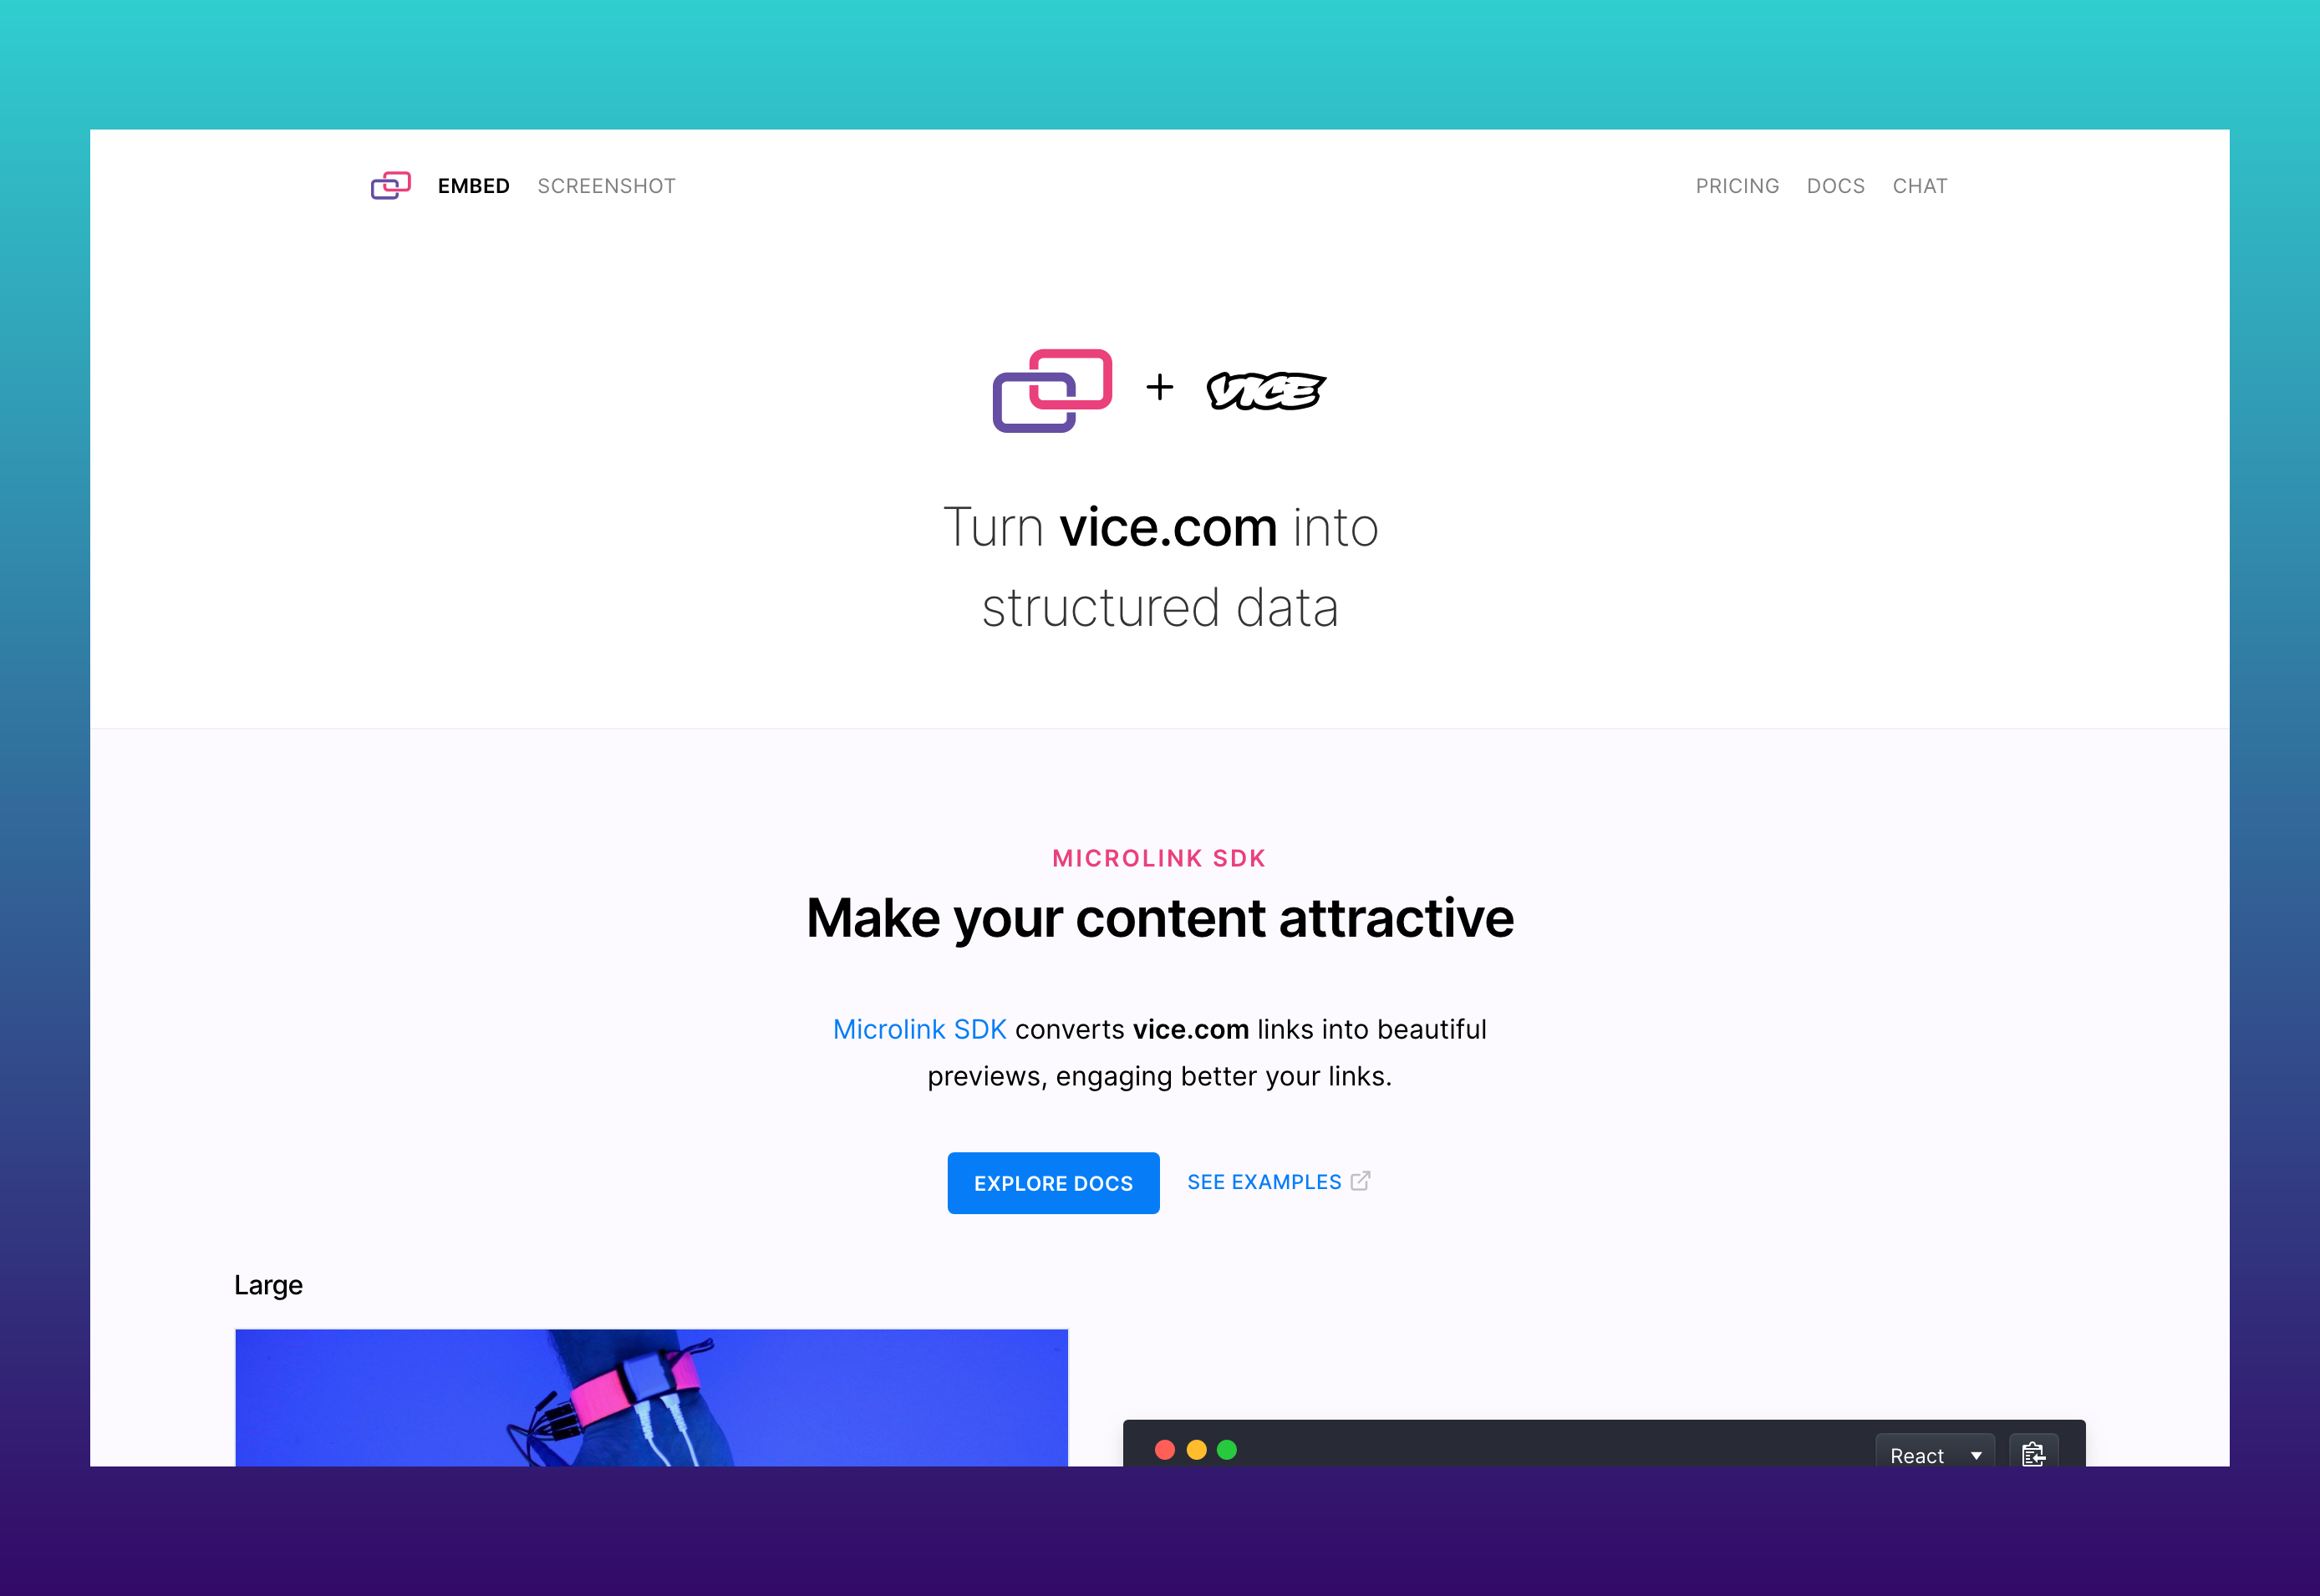 EMBED SCREENSHOT PRICING DOCS CHAT
+ VICE
Turn vice.com into
structured data
MICROLINK SDK
Make your content attractive
Microlink SDK converts vice.com links into beautiful
previews, engaging better your links.
EXPLORE DOCS SEE EXAMPLES
Large
React